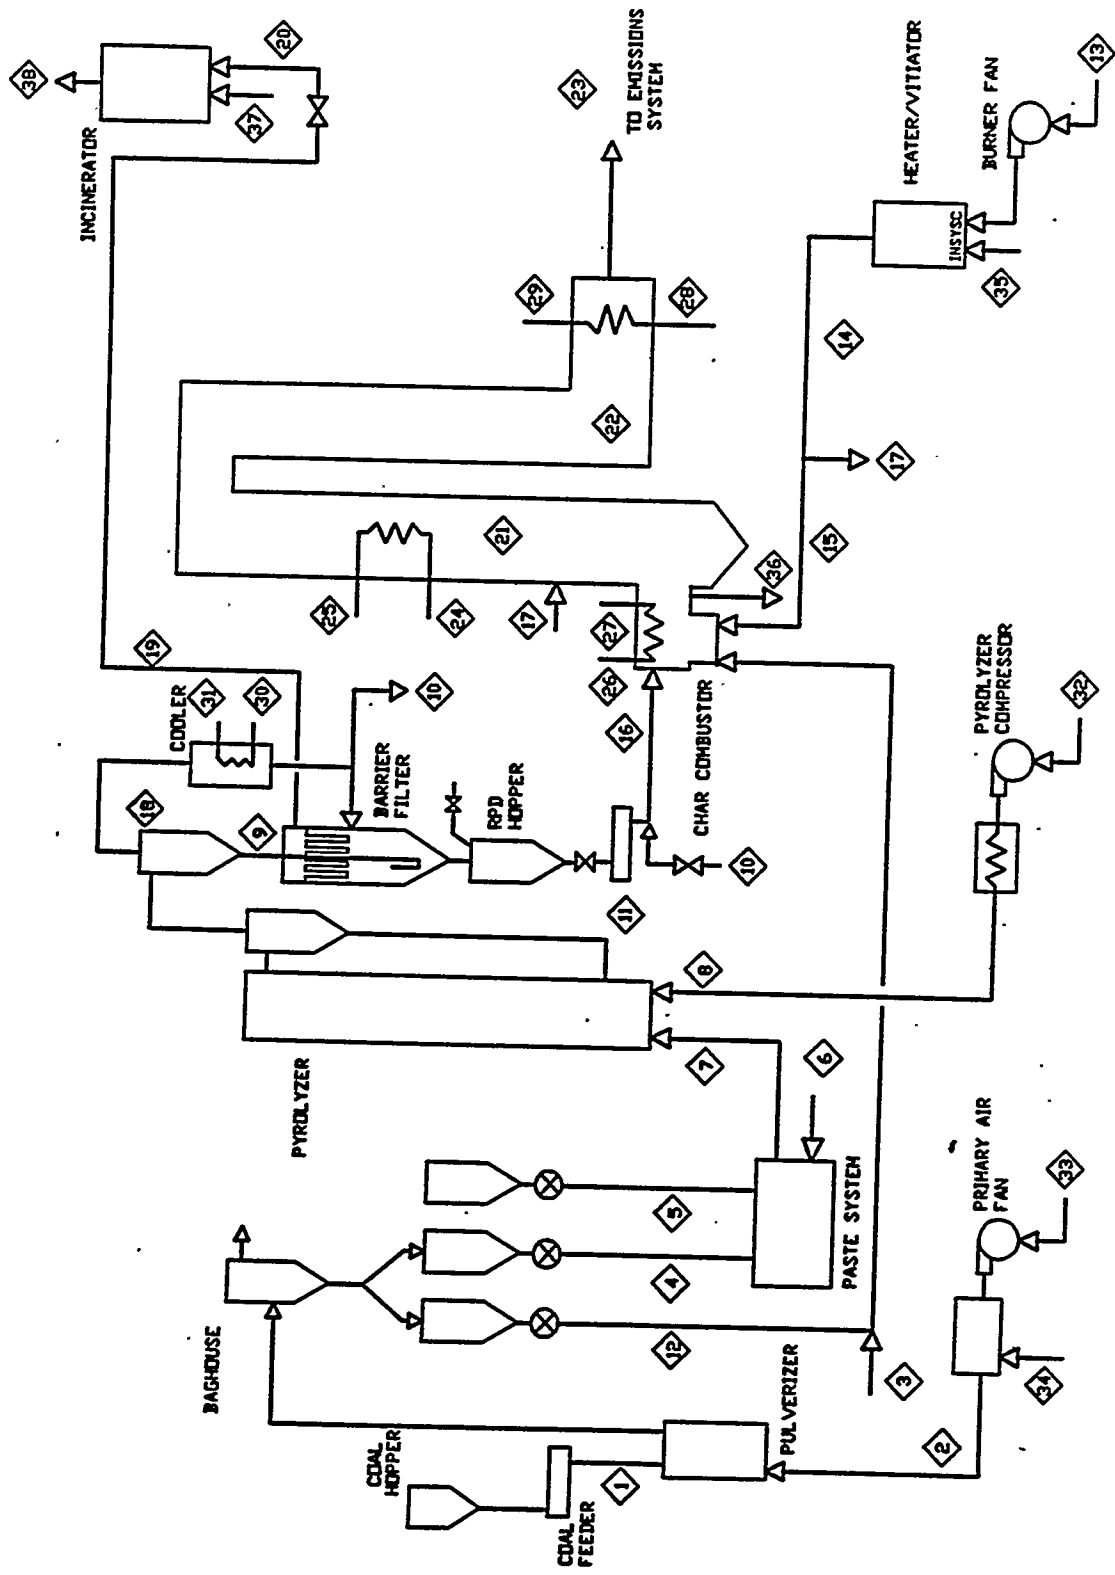 38
20
37
INCINERATOR
23
TO EMISSIONS
SYSTEM
HEATER/VITIATOR
BURNER FAN
13
INSYSC
35
29
28
14
22
17
15
21
25
24
17
36
27
26
19
31
30
COOLER
10
18
9
BARRIER
FILTER
RPD
HOPPER
16
CHAR COMBUSTOR
10
11
PYROLYZER
COMPRESSOR
32
8
7
PYROLYZER
6
5
4
12
PASTE SYSTEM
3
BAGHOUSE
PULVERIZER
PRIMARY AIR
FAN
33
34
2
COAL
HOPPER
1
COAL
FEEDER